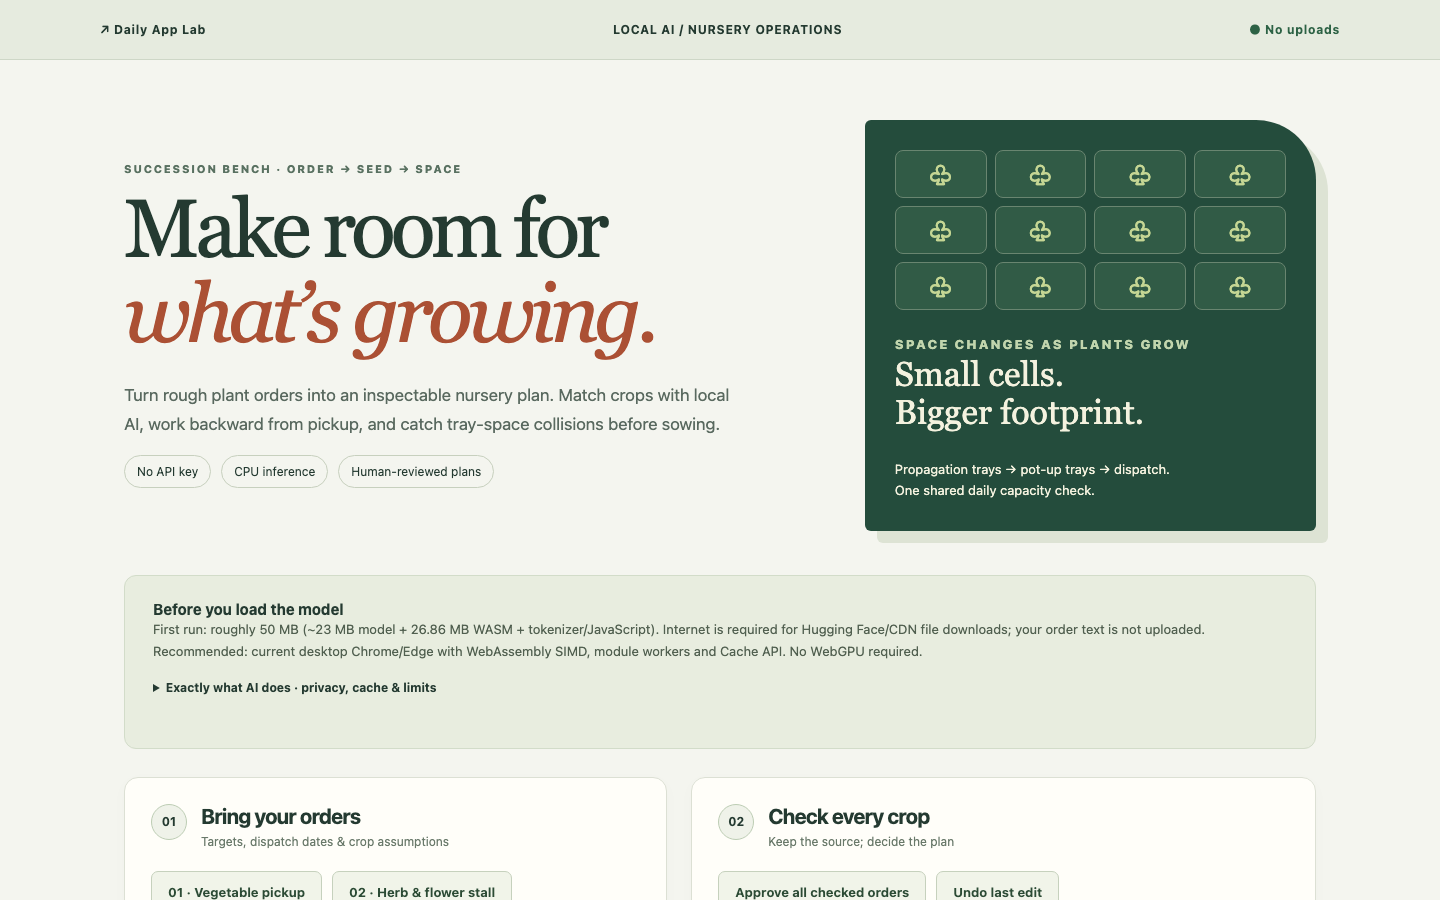 ↗ Daily App Lab
LOCAL AI / NURSERY OPERATIONS
● No uploads
SUCCESSION BENCH · ORDER → SEED → SPACE
Make room for
what’s growing.
Turn rough plant orders into an inspectable nursery plan. Match crops with local
AI, work backward from pickup, and catch tray-space collisions before sowing.
No API key
CPU inference
Human-reviewed plans
SPACE CHANGES AS PLANTS GROW
Small cells.
Bigger footprint.
Propagation trays → pot-up trays → dispatch.
One shared daily capacity check.
Before you load the model
First run: roughly 50 MB (~23 MB model + 26.86 MB WASM + tokenizer/JavaScript). Internet is required for Hugging Face/CDN file downloads; your order text is not uploaded.
Recommended: current desktop Chrome/Edge with WebAssembly SIMD, module workers and Cache API. No WebGPU required.
▶ Exactly what AI does · privacy, cache & limits
01
Bring your orders
Targets, dispatch dates & crop assumptions
01 · Vegetable pickup
02 · Herb & flower stall
02
Check every crop
Keep the source; decide the plan
Approve all checked orders
Undo last edit